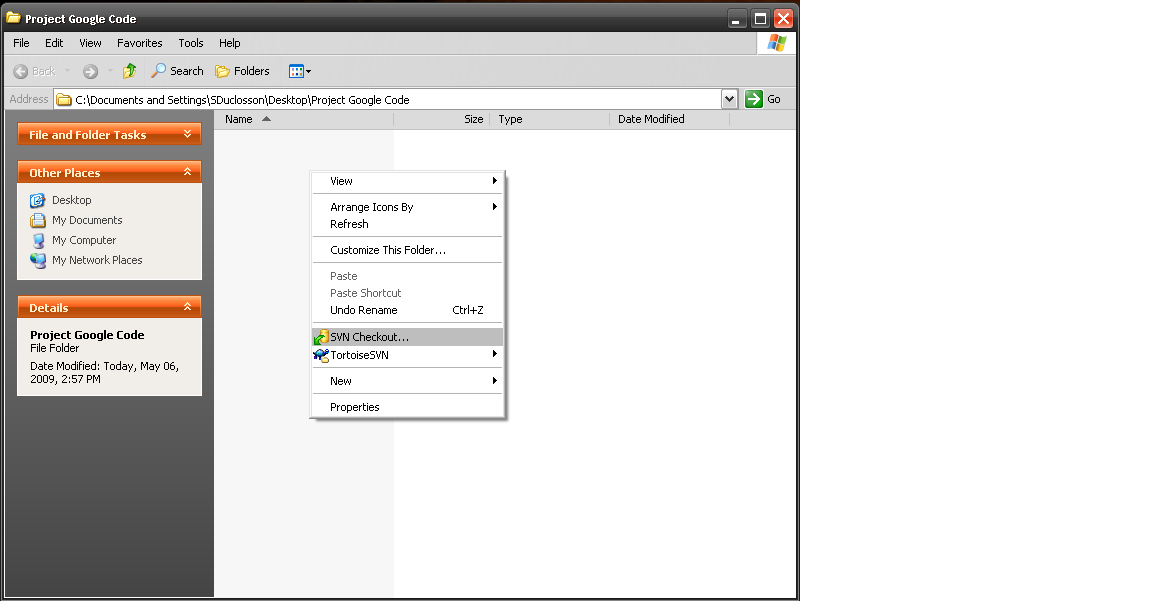 Project Google Code
File Edit View Favorites Tools Help
Back Search Folders
Address C:\Documents and Settings\SDuclosson\Desktop\Project Google Code Go
File and Folder Tasks
Other Places
Desktop
My Documents
My Computer
My Network Places
Details
Project Google Code
File Folder
Date Modified: Today, May 06,
2009, 2:57 PM
Name Size Type Date Modified
View
Arrange Icons By
Refresh
Customize This Folder...
Paste
Paste Shortcut
Undo Rename Ctrl+Z
SVN Checkout...
TortoiseSVN
New
Properties